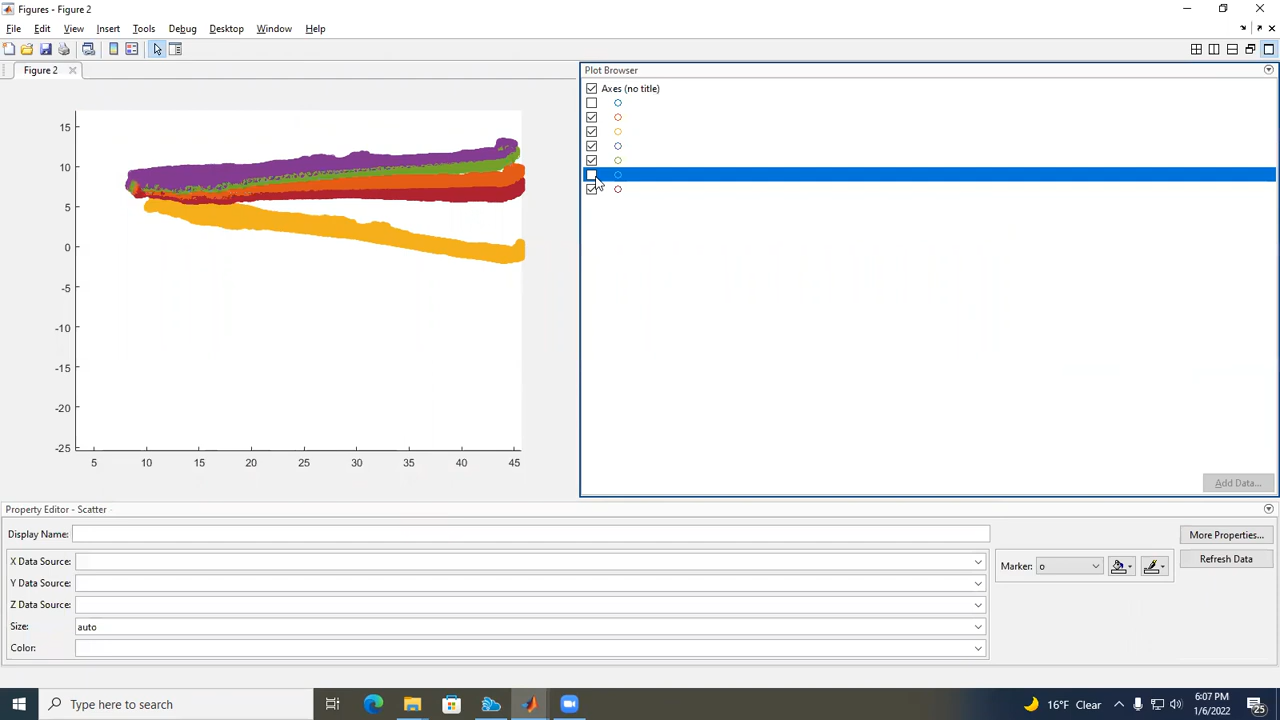 Figures - Figure 2
File Edit View Insert Tools Debug Desktop Window Help
Figure 2
Plot Browser
Axes (no title)
15
10
5
0
-5
-10
-15
-20
-25
5 10 15 20 25 30 35 40 45
Add Data...
Property Editor - Scatter
Display Name:
More Properties...
X Data Source:
Marker: o
Refresh Data
Y Data Source:
Z Data Source:
Size: auto
Color:
Type here to search
16°F Clear
6:07 PM
1/6/2022
25